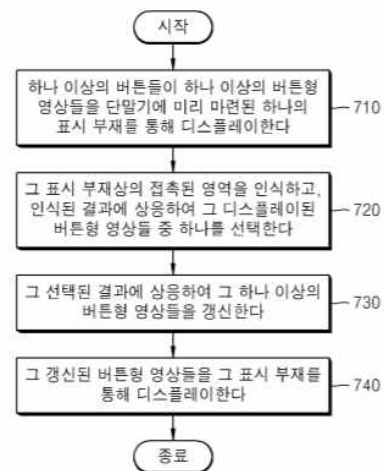 시작
하나 이상의 버튼들이 하나 이상의 버튼형
영상들을 단말기에 미리 마련된 하나의
표시 부재를 통해 디스플레이한다
710
그 표시 부재상의 접촉된 영역을 인식하고,
인식된 결과에 상응하여 그 디스플레이된
버튼형 영상들 중 하나를 선택한다
720
그 선택된 결과에 상응하여 그 하나 이상의
버튼형 영상들을 갱신한다
730
그 갱신된 버튼형 영상들을 그 표시 부재를
통해 디스플레이한다
740
종료